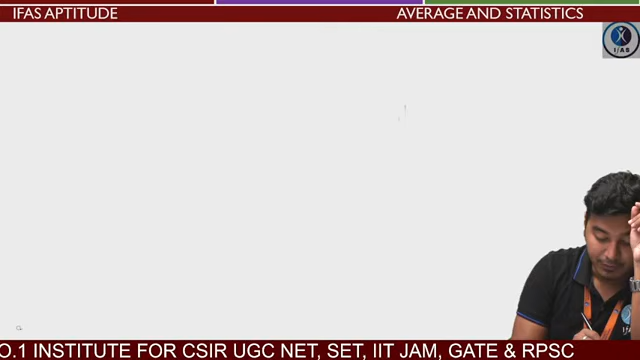 IFAS APTITUDE
AVERAGE AND STATISTICS
IFAS
O.1 INSTITUTE FOR CSIR UGC NET, SET, IIT JAM, GATE & RPSC